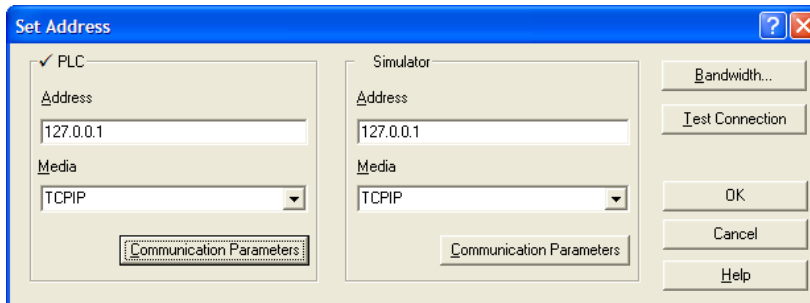 Set Address
✓ PLC
Address
127.0.0.1
Media
TCPIP
Communication Parameters
Simulator
Address
127.0.0.1
Media
TCPIP
Communication Parameters
Bandwidth...
Test Connection
OK
Cancel
Help